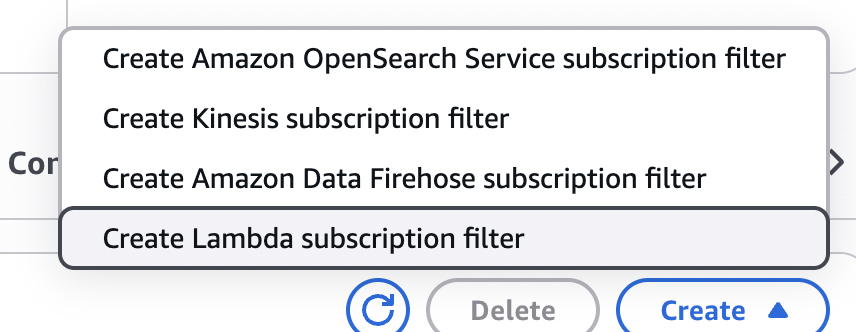 Create Amazon OpenSearch Service subscription filter
Create Kinesis subscription filter
Con
Create Amazon Data Firehose subscription filter
Create Lambda subscription filter
Delete
Create